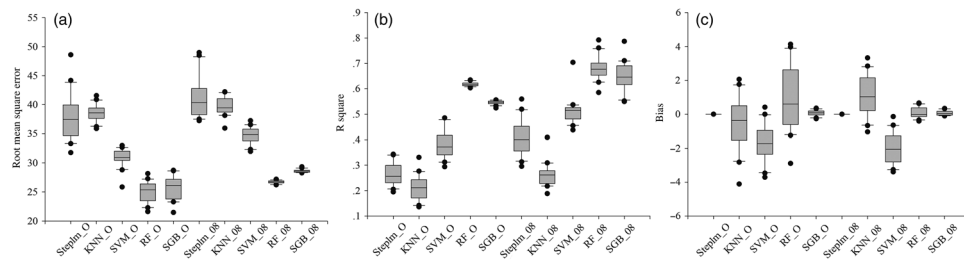 (a)
Root mean square error
55
50
45
40
35
30
25
20
Steplm_O
KNN_O
SVM_O
RF_O
SGB_O
Steplm_08
KNN_08
SVM_08
RF_08
SGB_08
(b)
R square
.9
.8
.7
.6
.5
.4
.3
.2
.1
Steplm_O
KNN_O
SVM_O
RF_O
SGB_O
Steplm_08
KNN_08
SVM_08
RF_08
SGB_08
(c)
Bias
6
4
2
0
−2
−4
−6
Steplm_O
KNN_O
SVM_O
RF_O
SGB_O
Steplm_08
KNN_08
SVM_08
RF_08
SGB_08